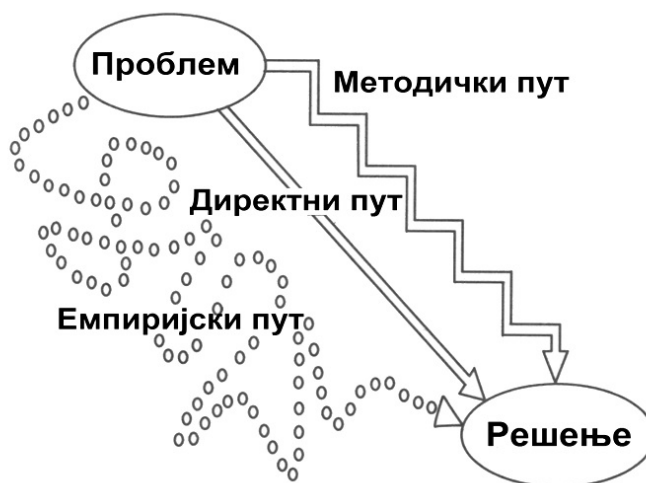 Проблем
Методички пут
Директни пут
Емпиријски пут
Решење